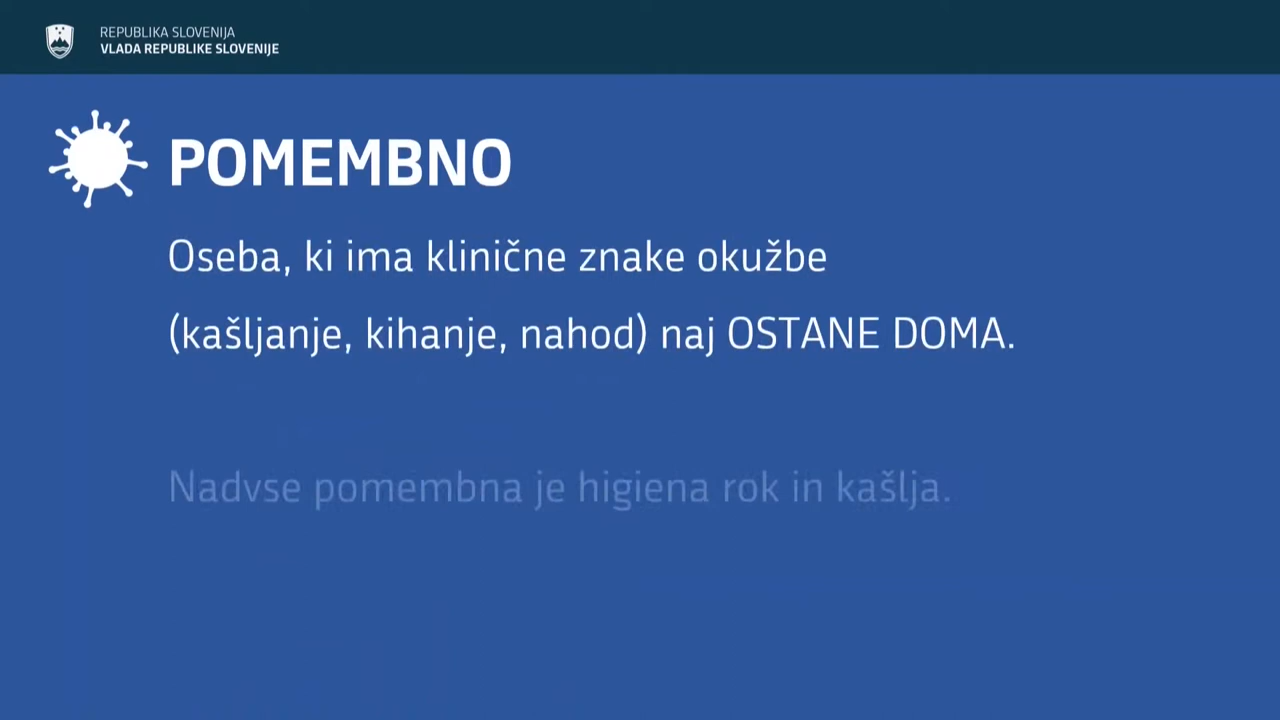 REPUBLIKA SLOVENIJA
VLADA REPUBLIKE SLOVENIJE
POMEMBNO
Oseba, ki ima klinične znake okužbe
(kašljanje, kihanje, nahod) naj OSTANE DOMA.
Nadvse pomembna je higiena rok in kašlja.